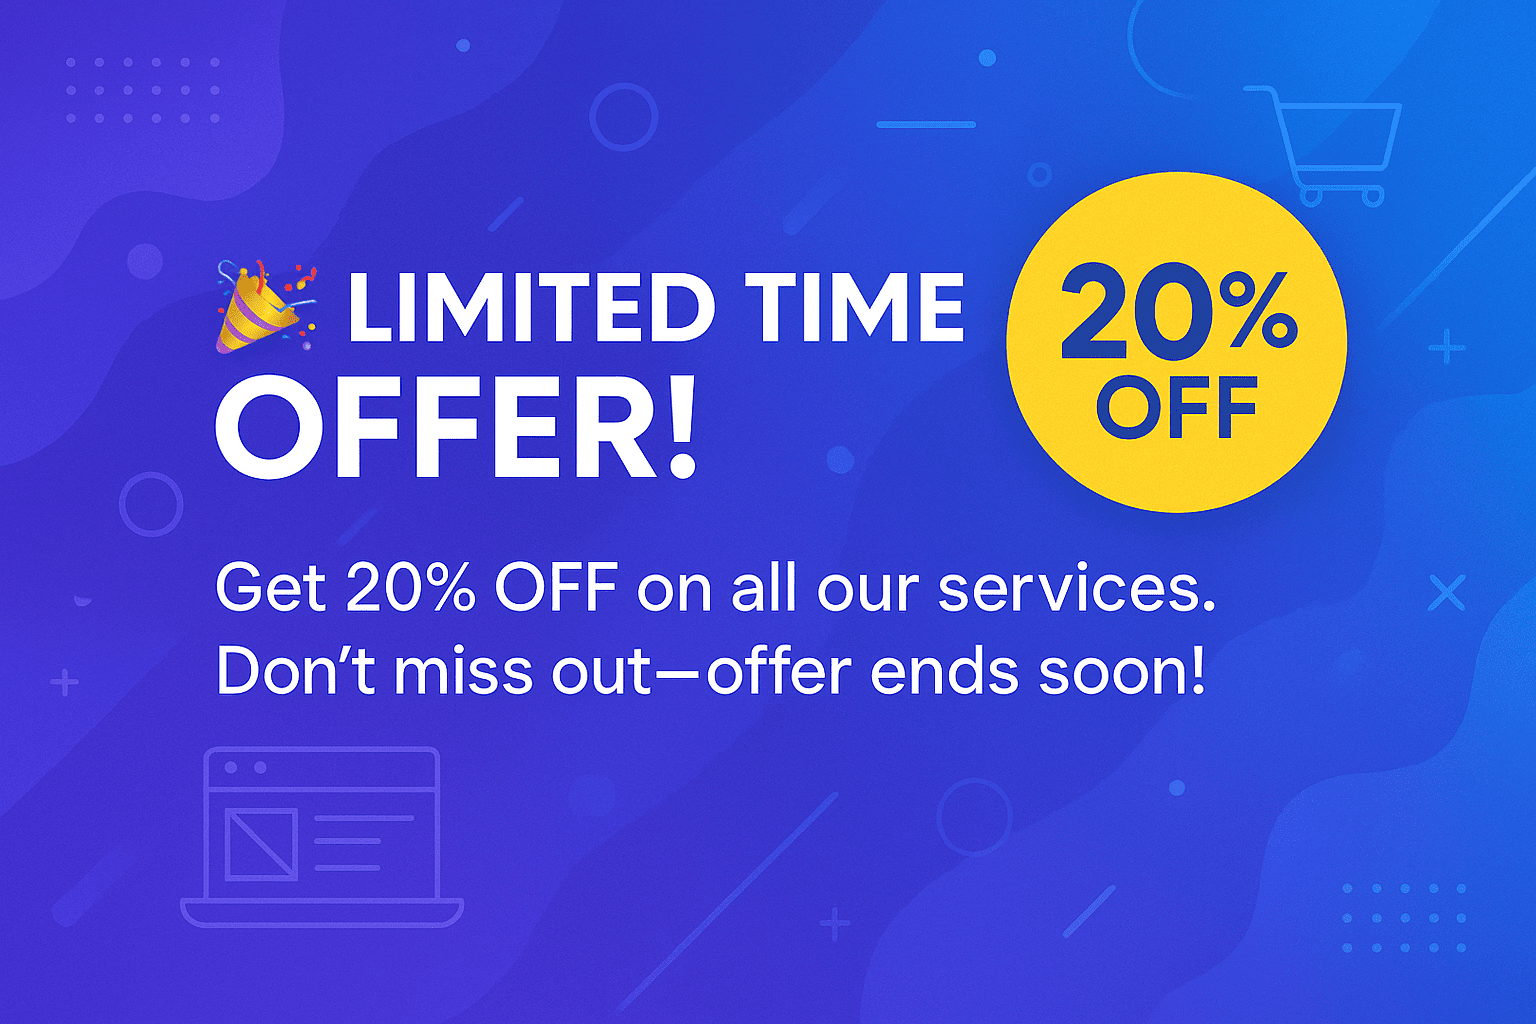 🎉 LIMITED TIME
OFFER!
20%
OFF
Get 20% OFF on all our services.
Don’t miss out—offer ends soon!